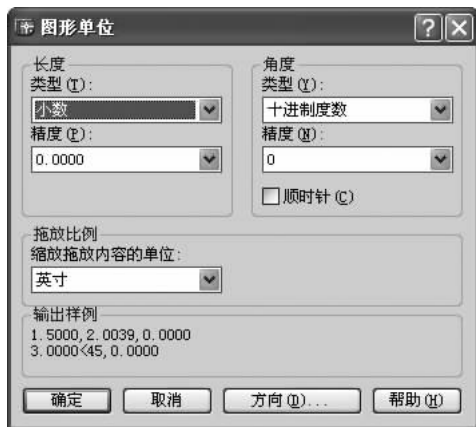 图形单位
长度
类型(T):
小数
精度(P):
0.0000
角度
类型(Y):
十进制度数
精度(N):
0
顺时针(C)
拖放比例
缩放拖放内容的单位:
英寸
输出样例
1.5000,2.0039,0.0000
3.0000<45,0.0000
确定
取消
方向(D)...
帮助(H)